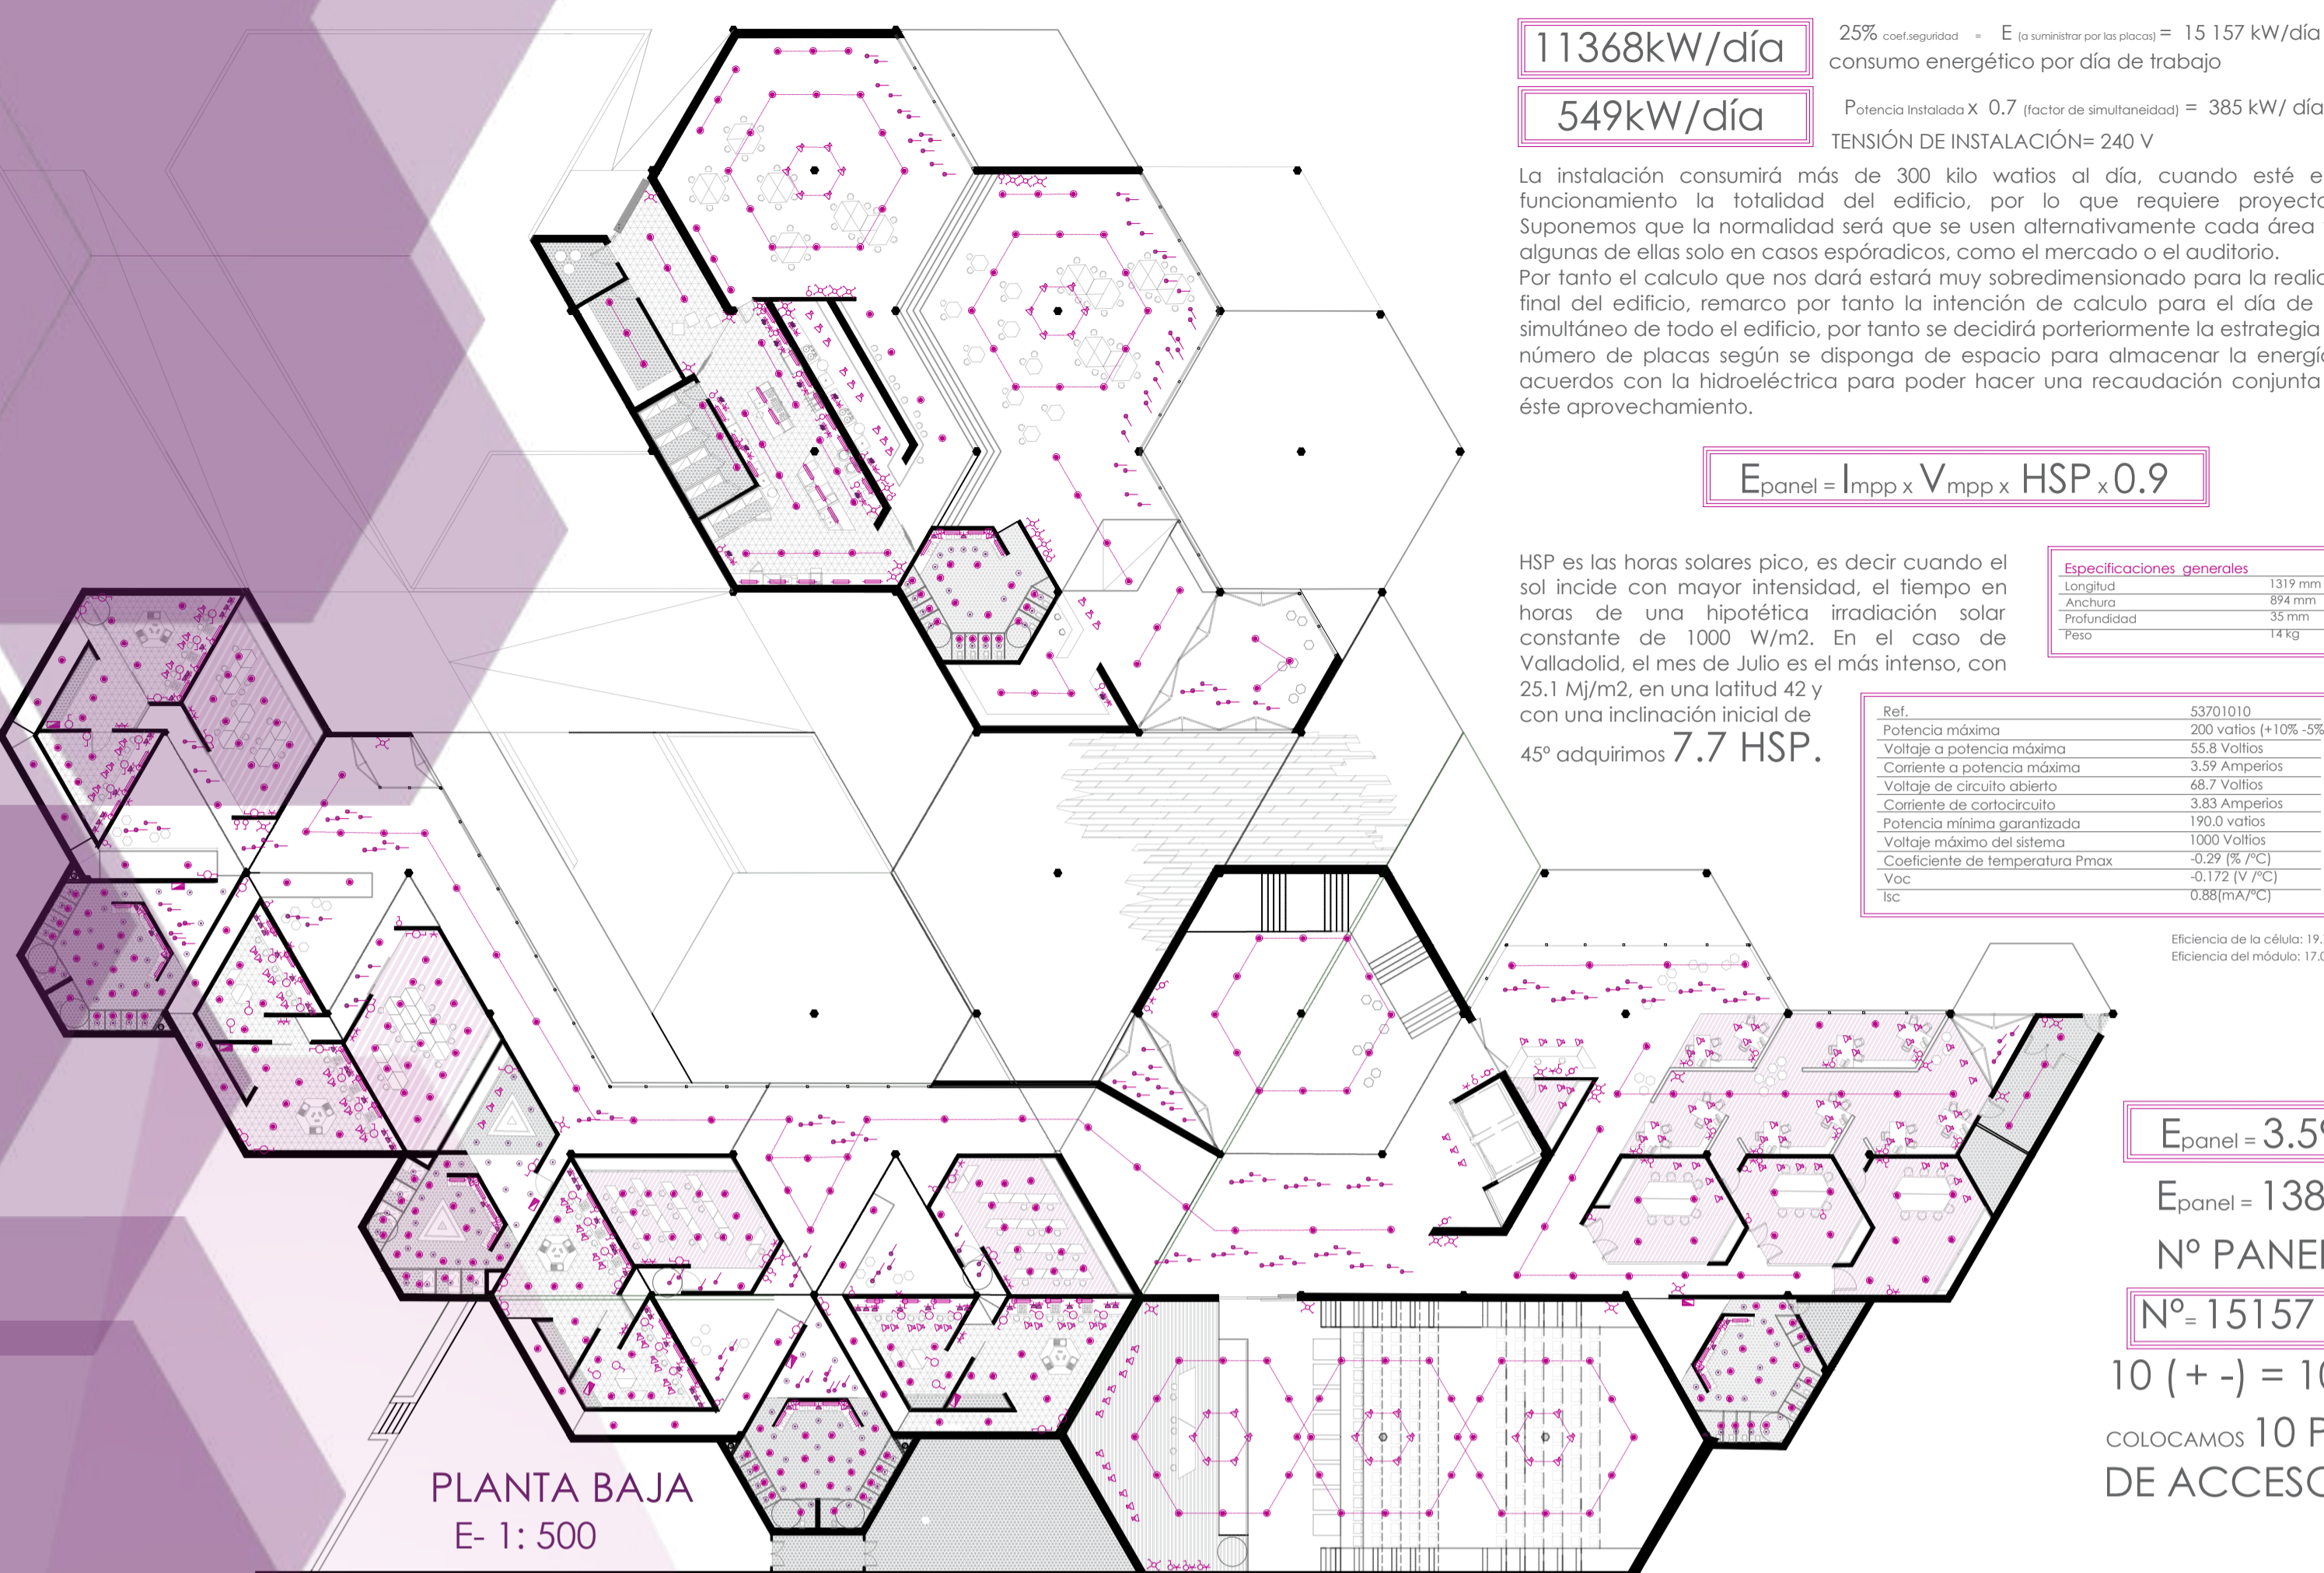 11368kW/día
25% coef.seguridad = E (a suministrar por las placas) = 15 157 kW/día
consumo energético por día de trabajo
549kW/día
Potencia Instalada x 0.7 (factor de simultaneidad) = 385 kW/ día
TENSIÓN DE INSTALACIÓN= 240 V
La instalación consumirá más de 300 kilo watios al día, cuando esté e
funcionamiento la totalidad del edificio, por lo que requiere proyecto
Suponemos que la normalidad será que se usen alternativamente cada área
algunas de ellas solo en casos espóradicos, como el mercado o el auditorio.
Por tanto el calculo que nos dará estará muy sobredimensionado para la realid
final del edificio, remarco por tanto la intención de calculo para el día de
simultáneo de todo el edificio, por tanto se decidirá porteriormente la estrategia
número de placas según se disponga de espacio para almacenar la energía
acuerdos con la hidroeléctrica para poder hacer una recaudación conjunta
éste aprovechamiento.
Epanel = Impp x Vmpp x HSP x 0.9
HSP es las horas solares pico, es decir cuando el
sol incide con mayor intensidad, el tiempo en
horas de una hipotética irradiación solar
constante de 1000 W/m2. En el caso de
Valladolid, el mes de Julio es el más intenso, con
25.1 Mj/m2, en una latitud 42 y
con una inclinación inicial de
45º adquirimos 7.7 HSP.
Especificaciones generales
Longitud 1319 mm
Anchura 894 mm
Profundidad 35 mm
Peso 14 kg
Ref. 53701010
Potencia máxima 200 vatios (+10% -5%
Voltaje a potencia máxima 55.8 Voltios
Corriente a potencia máxima 3.59 Amperios
Voltaje de circuito abierto 68.7 Voltios
Corriente de cortocircuito 3.83 Amperios
Potencia mínima garantizada 190.0 vatios
Voltaje máximo del sistema 1000 Voltios
Coeficiente de temperatura Pmax -0.29 (% /ºC)
Voc -0.172 (V /ºC)
Isc 0.88(mA/ºC)
Eficiencia de la célula: 19.
Eficiencia del módulo: 17.0
Epanel = 3.59
Epanel = 138
Nº PANEL
Nº= 15157
10 ( + -) = 10
COLOCAMOS 10 P
DE ACCESO
PLANTA BAJA
E- 1: 500